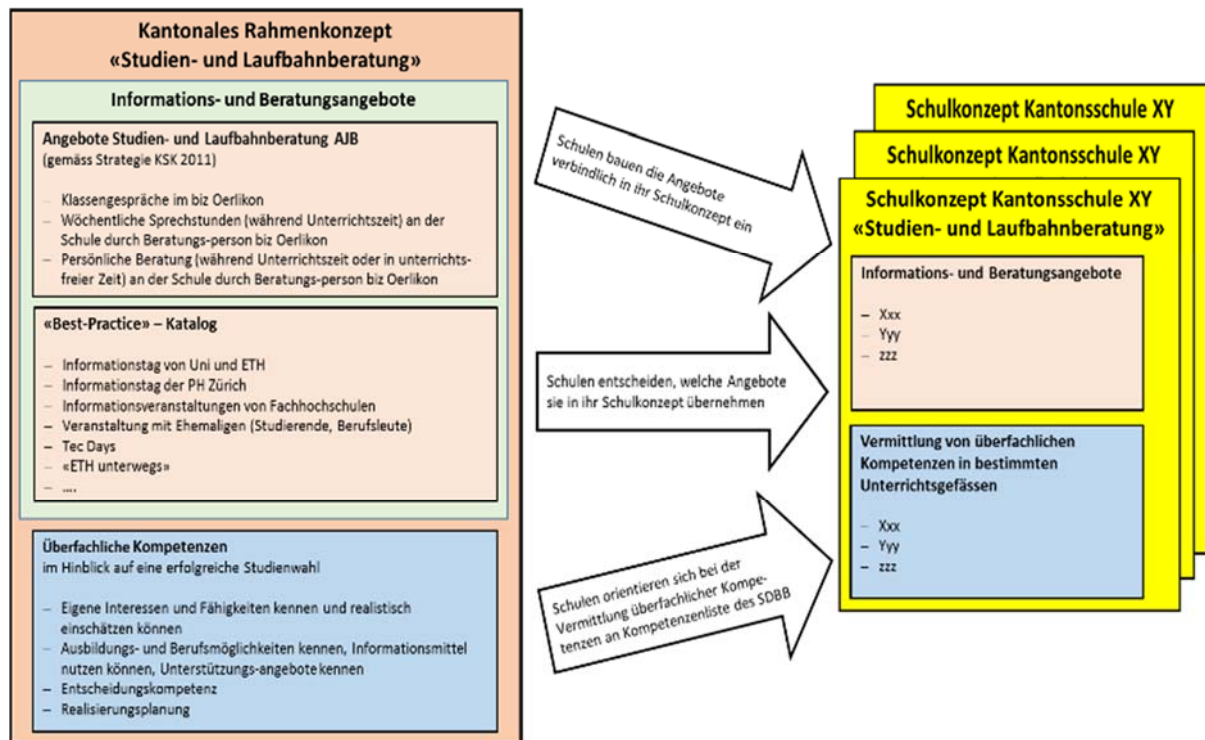 Kantonales Rahmenkonzept
«Studien- und Laufbahnberatung»
Informations- und Beratungsangebote
Angebote Studien- und Laufbahnberatung AJB
(gemäss Strategie KSK 2011)
– Klassengespräche im biz Oerlikon
– Wöchentliche Sprechstunden (während Unterrichtszeit) an der
Schule durch Beratungs-person biz Oerlikon
– Persönliche Beratung (während Unterrichtszeit oder in unterrichts-
freier Zeit) an der Schule durch Beratungs-person biz Oerlikon
«Best-Practice» – Katalog
– Informationstag von Uni und ETH
– Informationstag der PH Zürich
– Informationsveranstaltungen von Fachhochschulen
– Veranstaltung mit Ehemaligen (Studierende, Berufsleute)
– Tec Days
– «ETH unterwegs»
– ....
Überfachliche Kompetenzen
im Hinblick auf eine erfolgreiche Studienwahl
– Eigene Interessen und Fähigkeiten kennen und realistisch
einschätzen können
– Ausbildungs- und Berufsmöglichkeiten kennen, Informationsmittel
nutzen können, Unterstützungs-angebote kennen
– Entscheidungskompetenz
– Realisierungsplanung
Schulen bauen die Angebote
verbindlich in ihr Schulkonzept ein
Schulen entscheiden, welche Angebote
sie in ihr Schulkonzept übernehmen
Schulen orientieren sich bei der
Vermittlung überfachlicher Kompe-
tenzen an Kompetenzenliste des SDBB
Schulkonzept Kantonsschule XY
Schulkonzept Kantonsschule XY
Schulkonzept Kantonsschule XY
«Studien- und Laufbahnberatung»
Informations- und Beratungsangebote
– Xxx
– Yyy
– zzz
Vermittlung von überfachlichen
Kompetenzen in bestimmten
Unterrichtsgefässen
– Xxx
– Yyy
– zzz